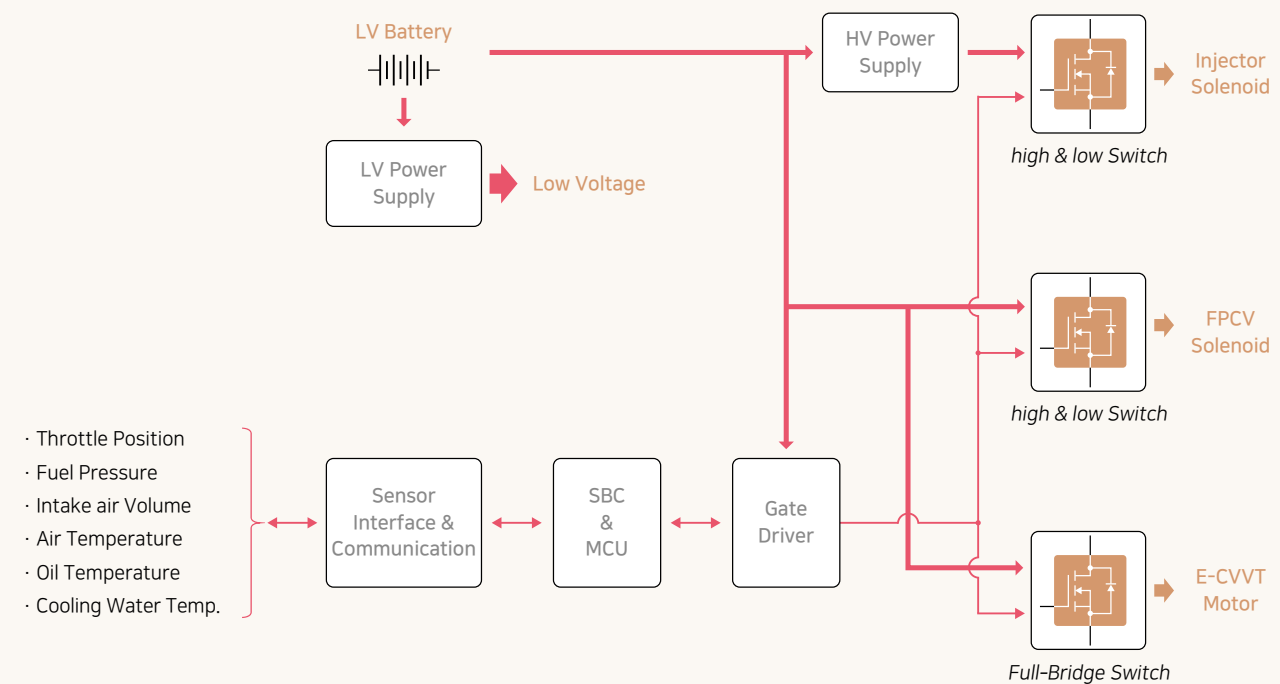 LV Battery
HV Power
Supply
Injector
Solenoid
high & low Switch
LV Power
Supply
Low Voltage
FPCV
Solenoid
high & low Switch
· Throttle Position
· Fuel Pressure
· Intake air Volume
· Air Temperature
· Oil Temperature
· Cooling Water Temp.
Sensor
Interface &
Communication
SBC
&
MCU
Gate
Driver
E-CVVT
Motor
Full-Bridge Switch